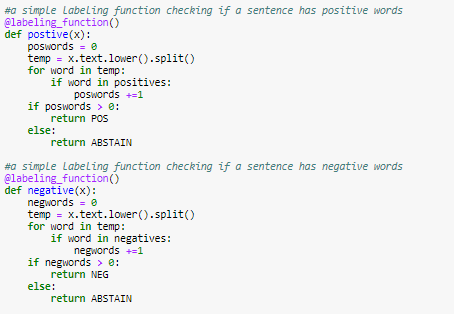 #a simple labeling function checking if a sentence has positive words
@labeling_function()
def postive(x):
    poswords = 0
    temp = x.text.lower().split()
    for word in temp:
        if word in positives:
            poswords +=1
    if poswords > 0:
        return POS
    else:
        return ABSTAIN

#a simple labeling function checking if a sentence has negative words
@labeling_function()
def negative(x):
    negwords = 0
    temp = x.text.lower().split()
    for word in temp:
        if word in negatives:
            negwords +=1
    if negwords > 0:
        return NEG
    else:
        return ABSTAIN